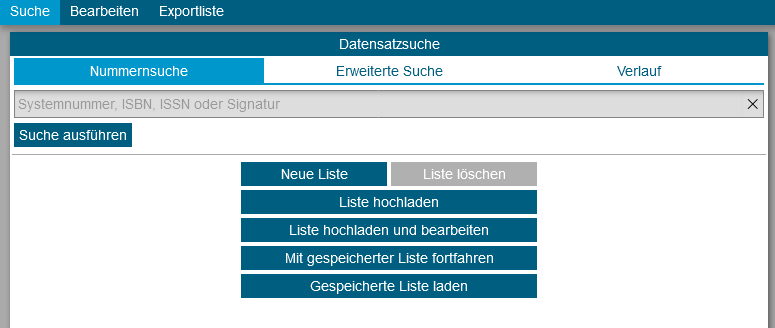 Suche Bearbeiten Exportliste
Datensatzsuche
Nummernsuche Erweiterte Suche Verlauf
Systemnummer, ISBN, ISSN oder Signatur
Suche ausführen
Neue Liste Liste löschen
Liste hochladen
Liste hochladen und bearbeiten
Mit gespeicherter Liste fortfahren
Gespeicherte Liste laden